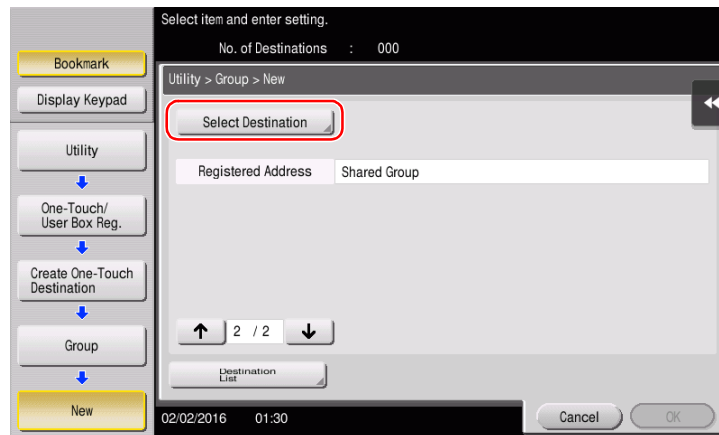 Select item and enter setting.
No. of Destinations : 000
Bookmark
Display Keypad
Utility
One-Touch/
User Box Reg.
Create One-Touch
Destination
Group
New
Utility > Group > New
Select Destination
Registered Address Shared Group
2 / 2
Destination
List
02/02/2016 01:30
Cancel
OK